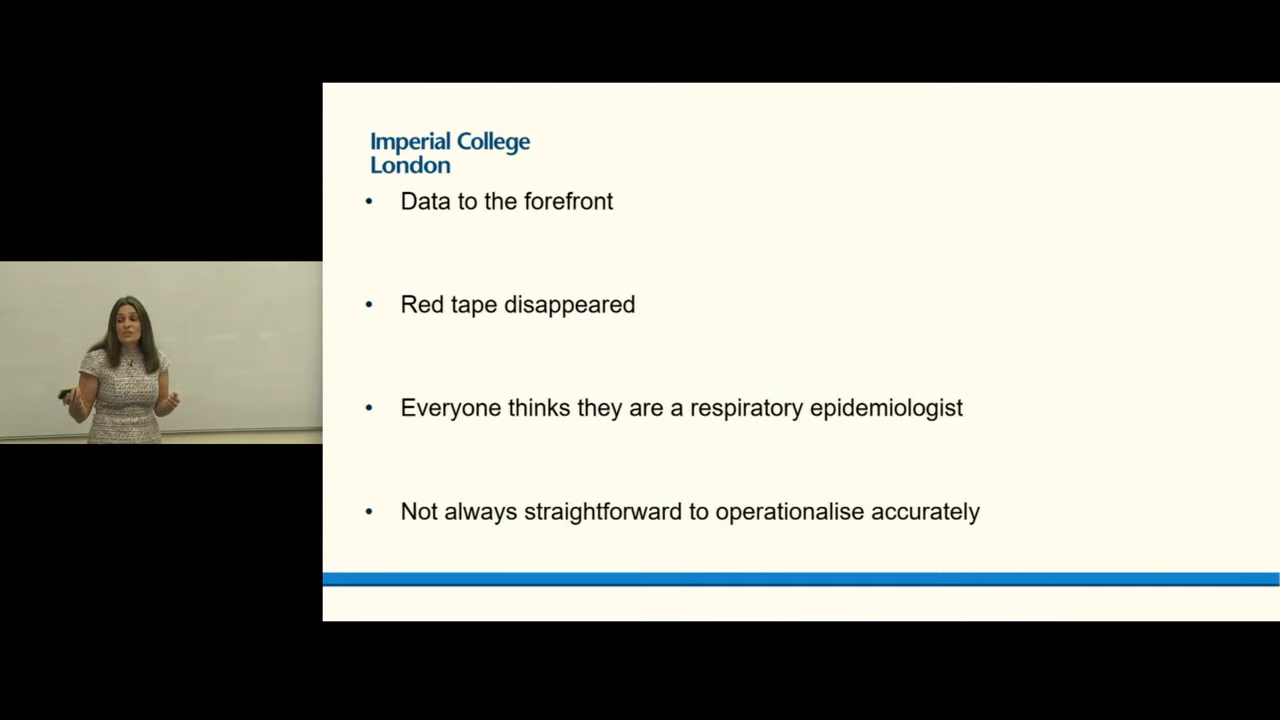 Imperial College
London
• Data to the forefront
• Red tape disappeared
• Everyone thinks they are a respiratory epidemiologist
• Not always straightforward to operationalise accurately